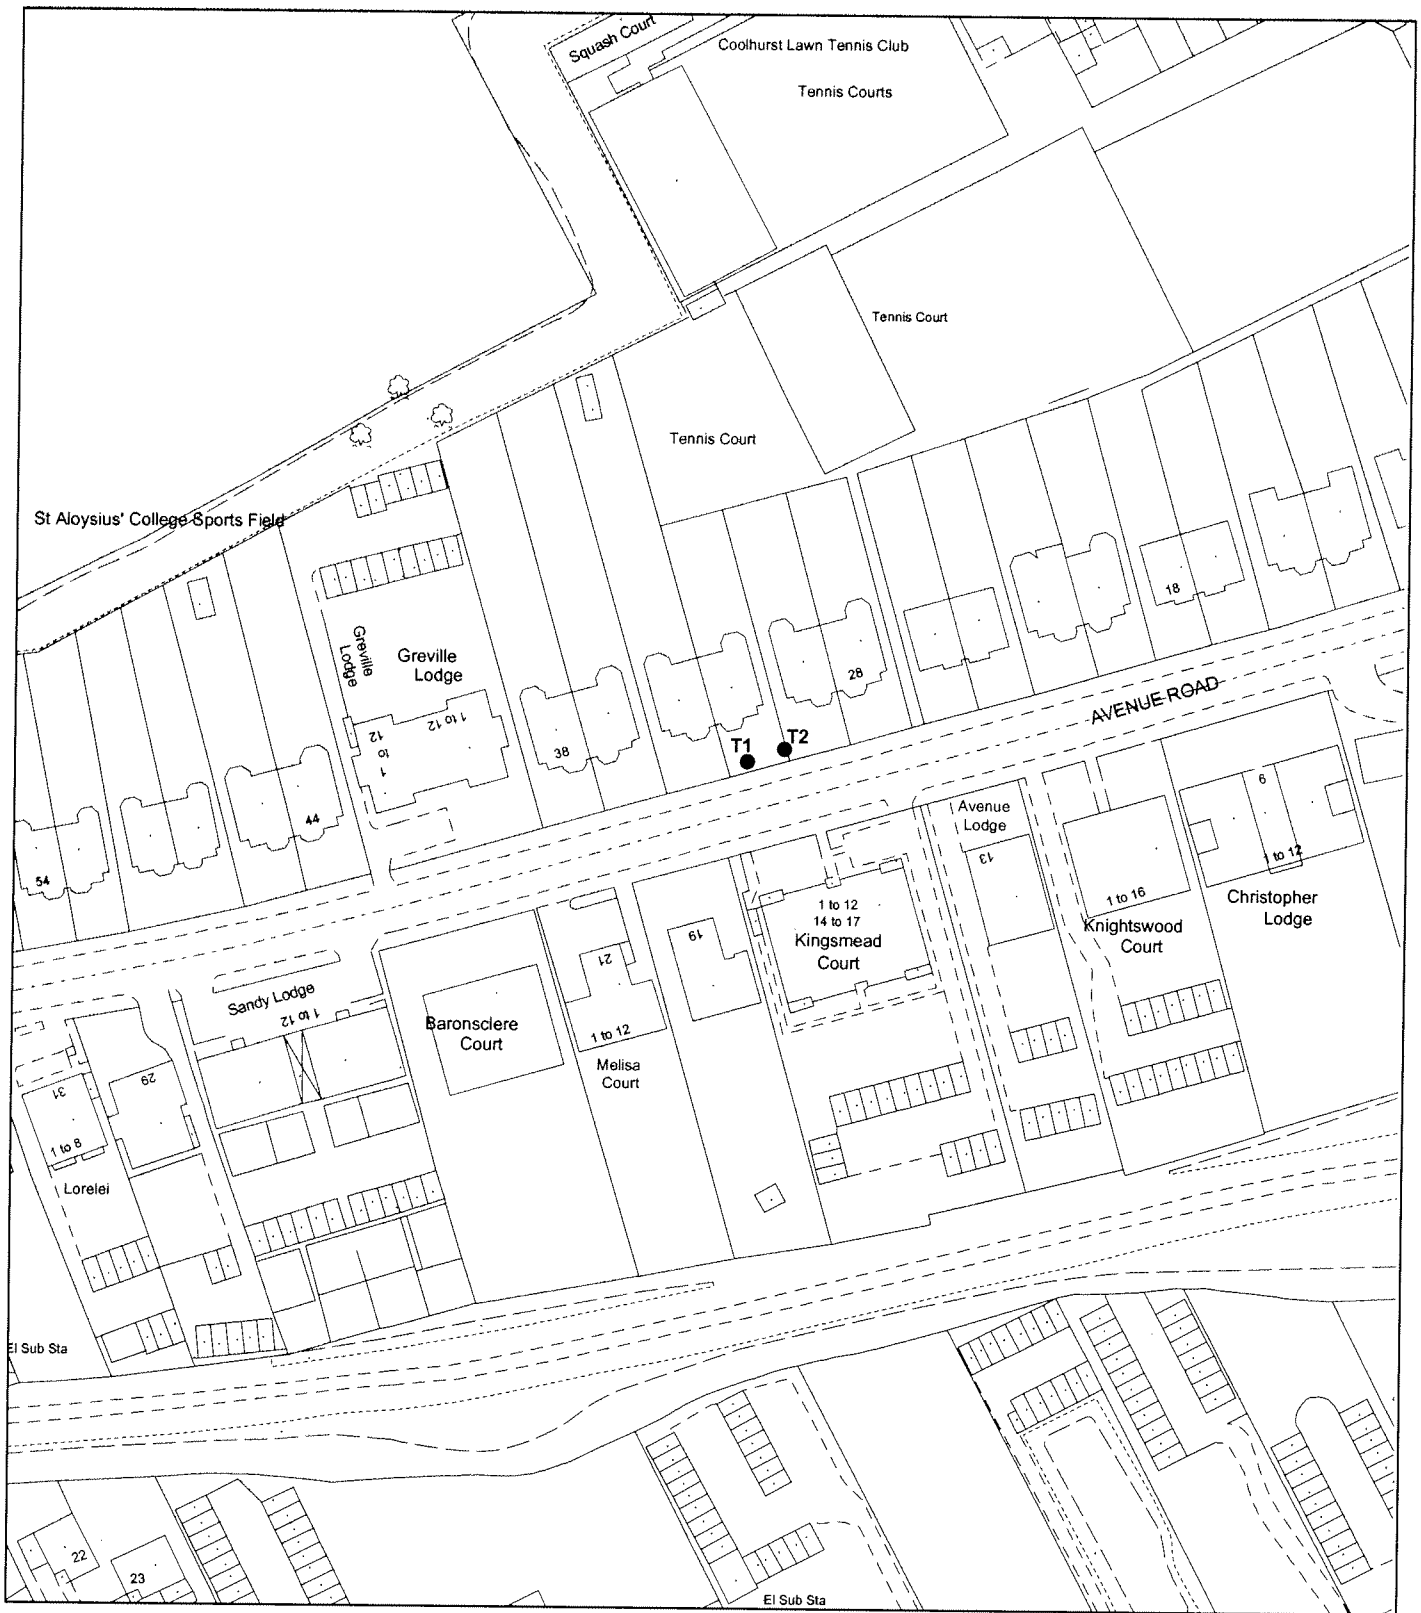 Squash Court
Coolhurst Lawn Tennis Club
Tennis Courts
Tennis Court
Tennis Court
St Aloysius' College Sports Field
18
Greville
Lodge
Greville
Lodge
28
AVENUE ROAD
1 to 12
1 to 12
38
T1
T2
44
54
Avenue
Lodge
13
6
1 to 12
1 to 16
Christopher
Lodge
Knightswood
Court
1 to 12
14 to 17
Kingsmead
Court
19
21
1 to 12
Melisa
Court
Baronsclere
Court
Sandy Lodge
1 to 12
29
31
1 to 8
Lorelei
El Sub Sta
22
23
El Sub Sta